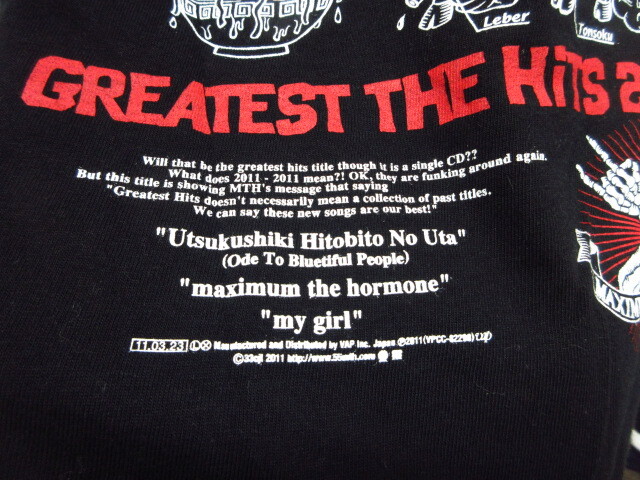 Leber
Tonsoku
GREATEST THE HiTS 2
Will that be the greatest hits title though it is a single CD??
What does 2011 - 2011 mean?! OK, they are funking around again.
But this title is showing MTH's message that saying
"Greatest Hits doesn't necessarily mean a collection of past titles.
We can say these new songs are our best!"
"Utsukushiki Hitobito No Uta"
(Ode To Bluetiful People)
"maximum the hormone"
"my girl"
11.03.23 Manufactured and Distributed by VAP Inc. Japan ℗2011(VPCC-82290)
©33oji 2011 http://www.55mth.com
MAXIM